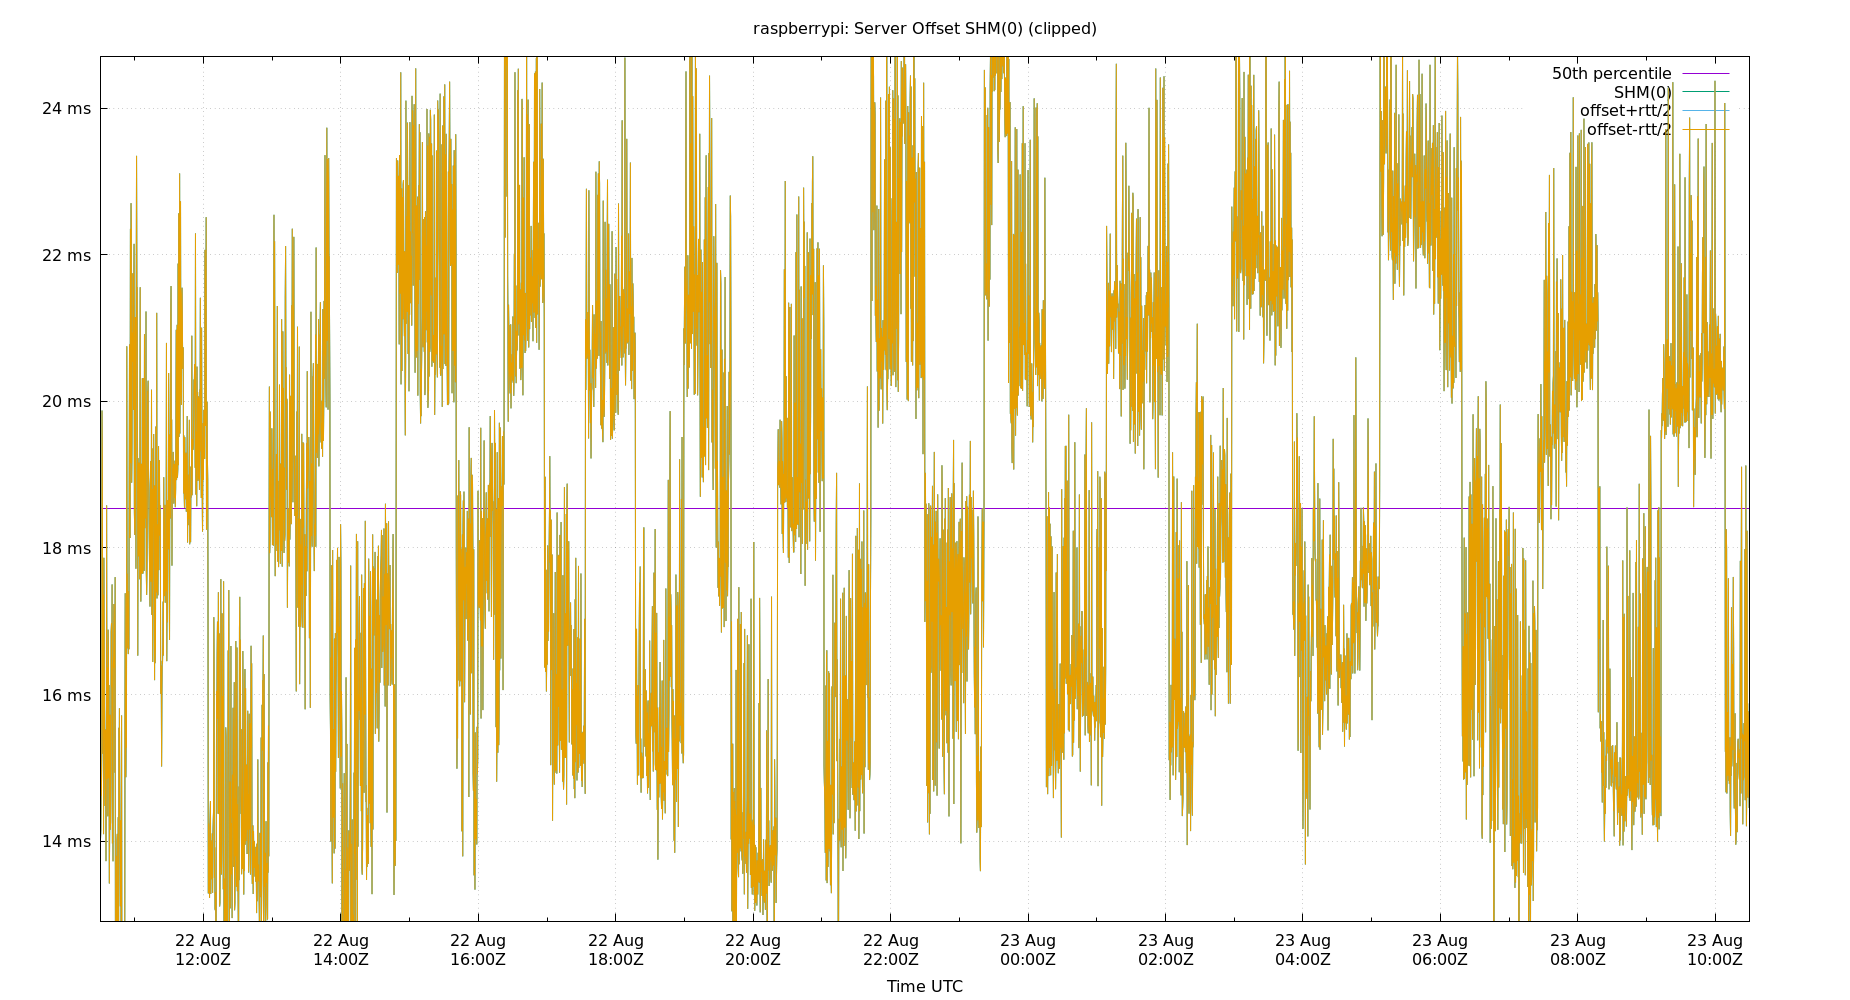 raspberrypi: Server Offset SHM(0) (clipped)
50th percentile
SHM(0)
offset+rtt/2
offset-rtt/2
24 ms
22 ms
20 ms
18 ms
16 ms
14 ms
22 Aug 22 Aug 22 Aug 22 Aug 22 Aug 22 Aug 23 Aug 23 Aug 23 Aug 23 Aug 23 Aug 23 Aug
12:00Z 14:00Z 16:00Z 18:00Z 20:00Z 22:00Z 00:00Z 02:00Z 04:00Z 06:00Z 08:00Z 10:00Z
Time UTC